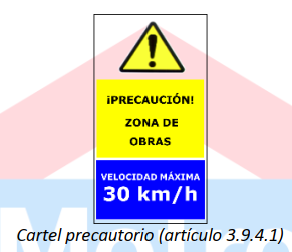 ¡PRECAUCIÓN!
ZONA DE
OBRAS
VELOCIDAD MÁXIMA
30 km/h
Cartel precautorio (artículo 3.9.4.1)